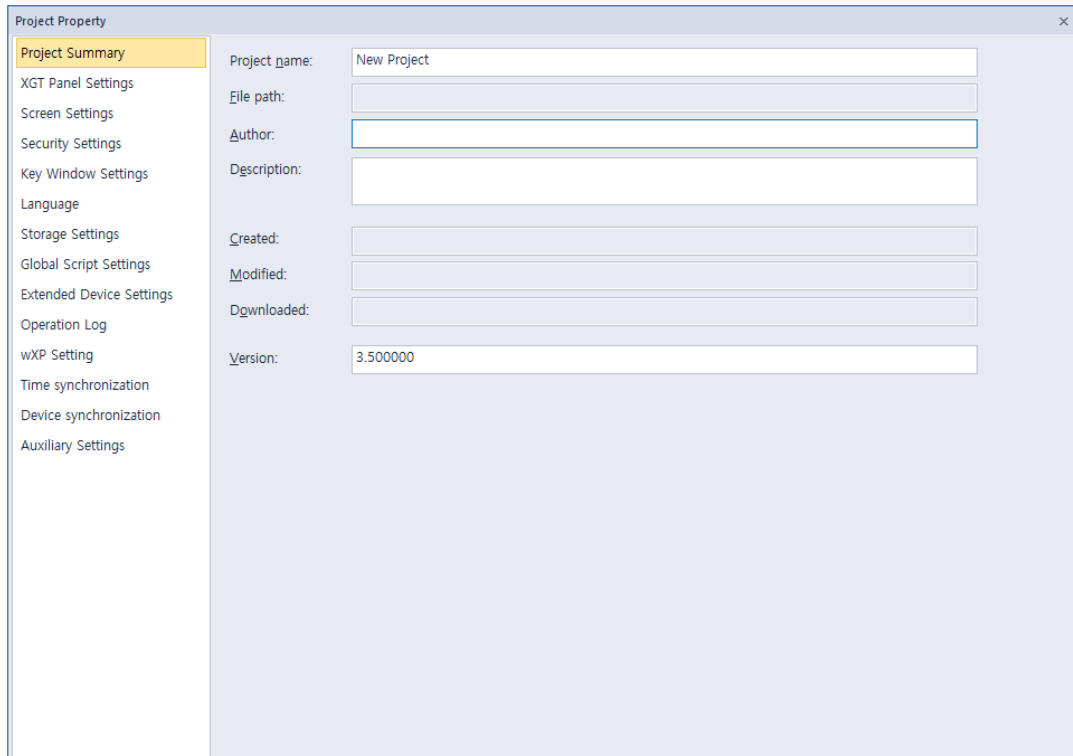 Project Property
Project Summary
XGT Panel Settings
Screen Settings
Security Settings
Key Window Settings
Language
Storage Settings
Global Script Settings
Extended Device Settings
Operation Log
wXP Setting
Time synchronization
Device synchronization
Auxiliary Settings
Project name: New Project
File path:
Author:
Description:
Created:
Modified:
Downloaded:
Version: 3.500000